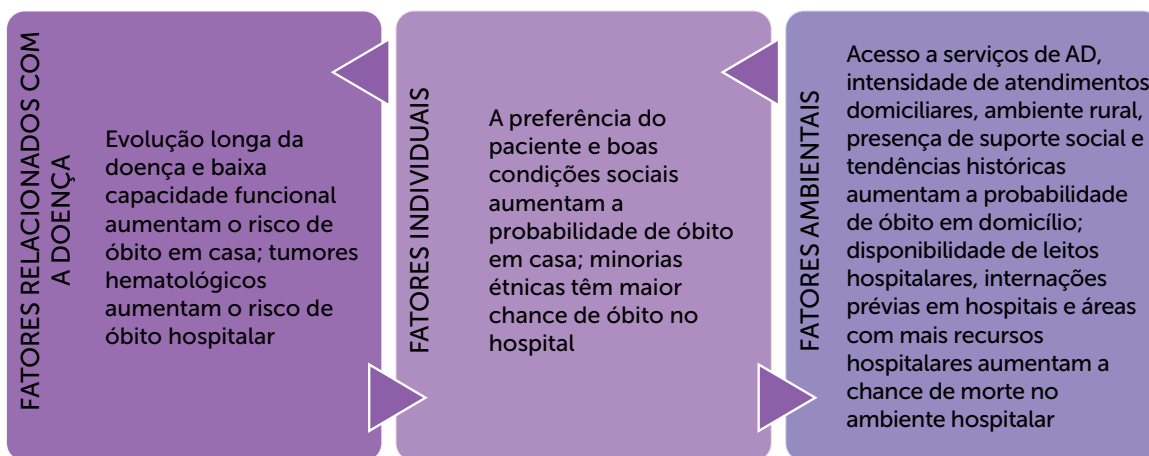 FATORES RELACIONADOS COM
A DOENÇA
Evolução longa da
doença e baixa
capacidade funcional
aumentam o risco de
óbito em casa; tumores
hematológicos
aumentam o risco de
óbito hospitalar
FATORES INDIVIDUAIS
A preferência do
paciente e boas
condições sociais
aumentam a
probabilidade de óbito
em casa; minorias
étnicas têm maior
chance de óbito no
hospital
FATORES AMBIENTAIS
Acesso a serviços de AD,
intensidade de atendimentos
domiciliares, ambiente rural,
presença de suporte social e
tendências históricas
aumentam a probabilidade
de óbito em domicílio;
disponibilidade de leitos
hospitalares, internações
prévias em hospitais e áreas
com mais recursos
hospitalares aumentam a
chance de morte no
ambiente hospitalar